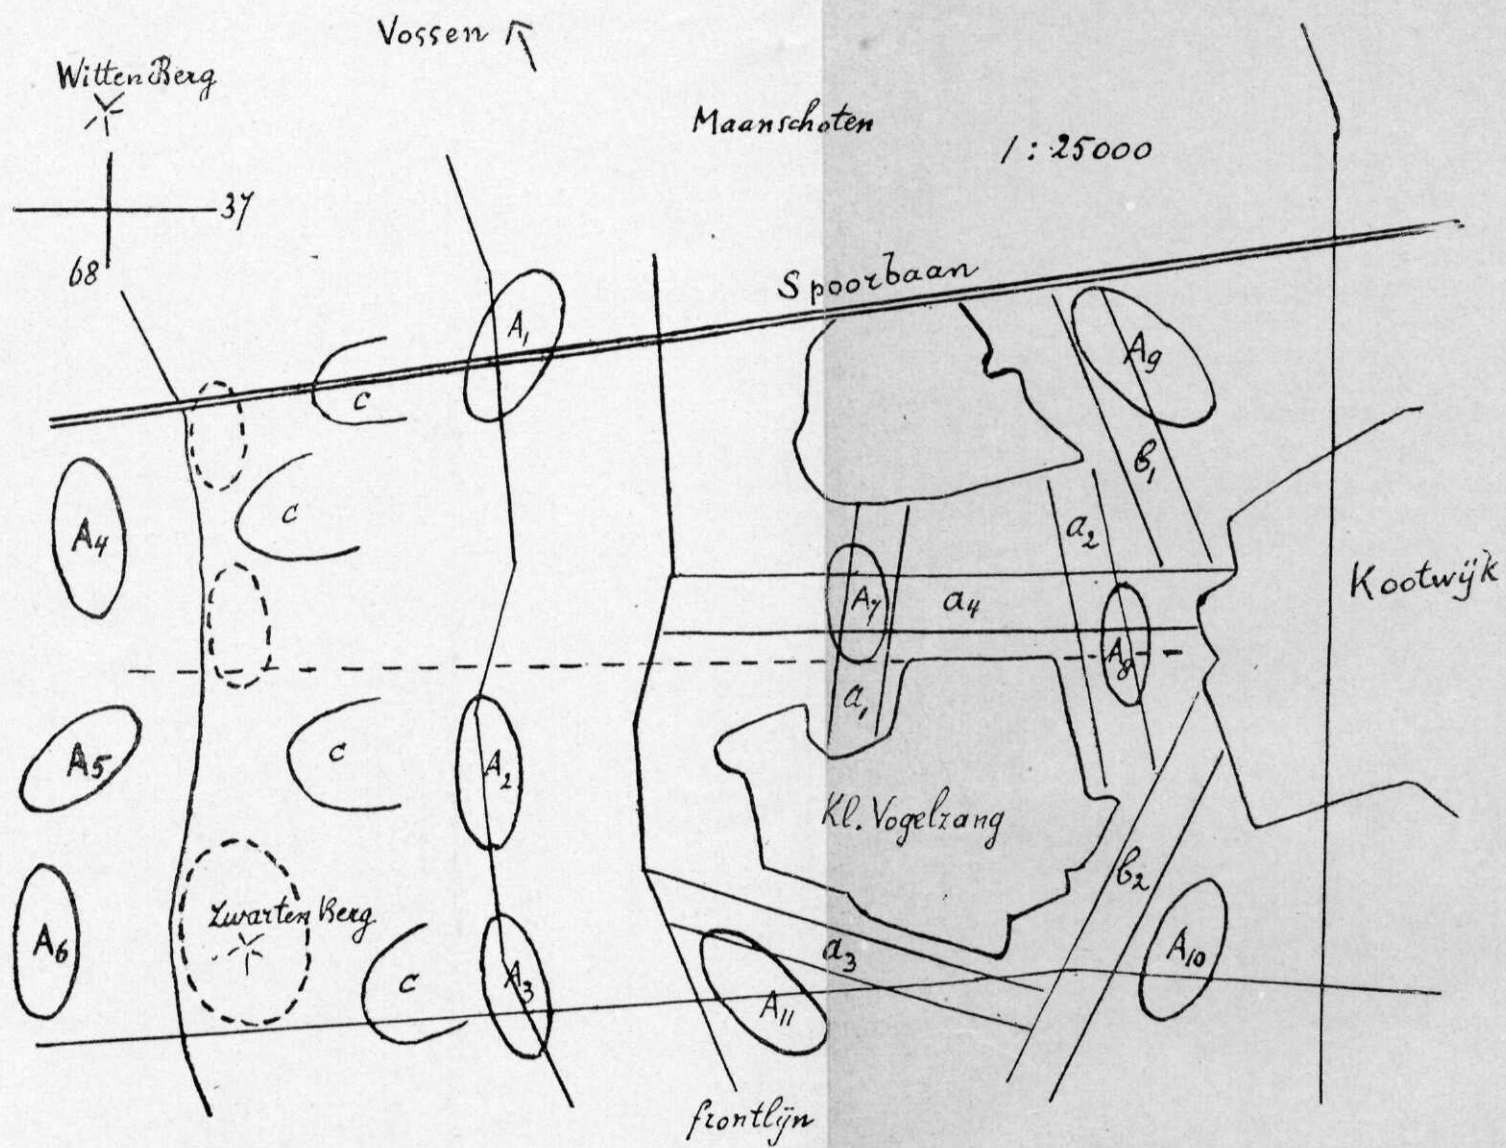 Vossen
Witten Berg
Maanschoten
1 : 25000
37
68
Spoorbaan
A1
A9
c
b1
c
A4
a2
Kootwijk
A7
a4
A8
a1
A5
c
A2
Kl. Vogelzang
b2
Zwarten Berg
A6
c
A3
a3
A10
A11
frontlijn